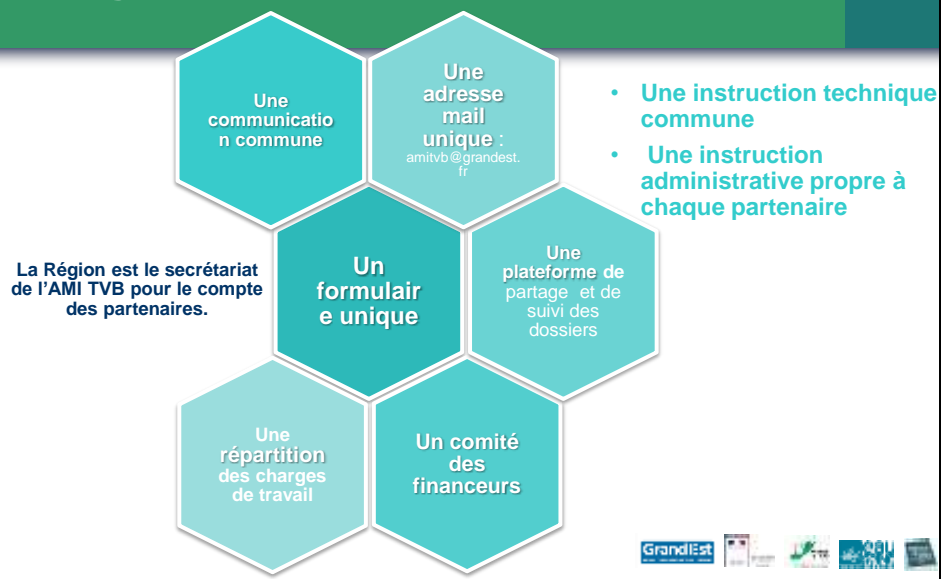 Une
communicatio
n commune
Une
adresse
mail
unique :
amitvb@grandest.
fr
• Une instruction technique
commune
• Une instruction
administrative propre à
chaque partenaire
La Région est le secrétariat
de l'AMI TVB pour le compte
des partenaires.
Un
formulair
e unique
Une
plateforme de
partage et de
suivi des
dossiers
Une
répartition
des charges
de travail
Un comité
des
financeurs
GrandEst